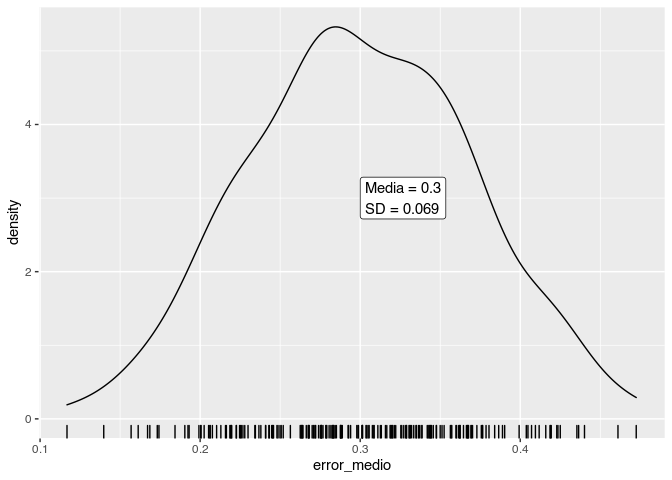 density
4
2
0
Media = 0.3
SD = 0.069
0.1 0.2 0.3 0.4
error_medio